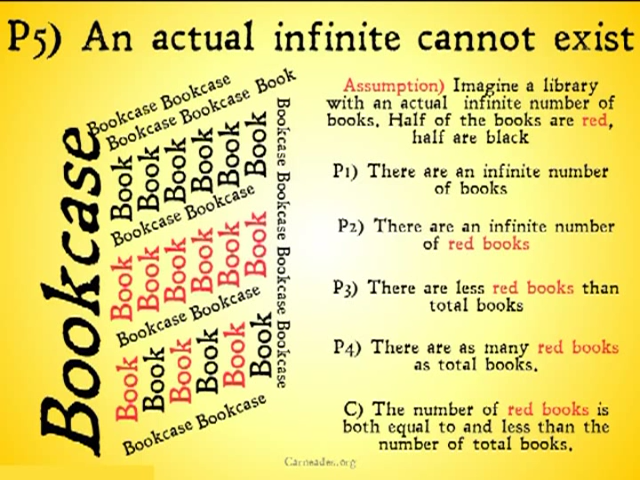 P5) An actual infinite cannot exist
Bookcase
Bookcase Bookcase
Bookcase Bookcase Book
Book Book Book Book Book Book
Bookcase Bookcase
Book Book Book Book Book Book
Bookcase Bookcase
Book Book Book Book Book Book
Bookcase Bookcase
Bookcase Bookcase Bookcase Bookcase
Assumption) Imagine a library
with an actual infinite number of
books. Half of the books are red,
half are black
P1) There are an infinite number
of books
P2) There are an infinite number
of red books
P3) There are less red books than
total books
P4) There are as many red books
as total books.
C) The number of red books is
both equal to and less than the
number of total books.
Carneades.org